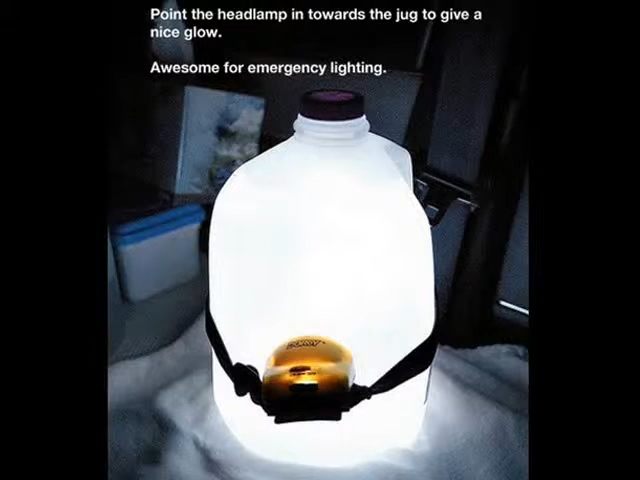 Point the headlamp in towards the jug to give a
nice glow.
Awesome for emergency lighting.